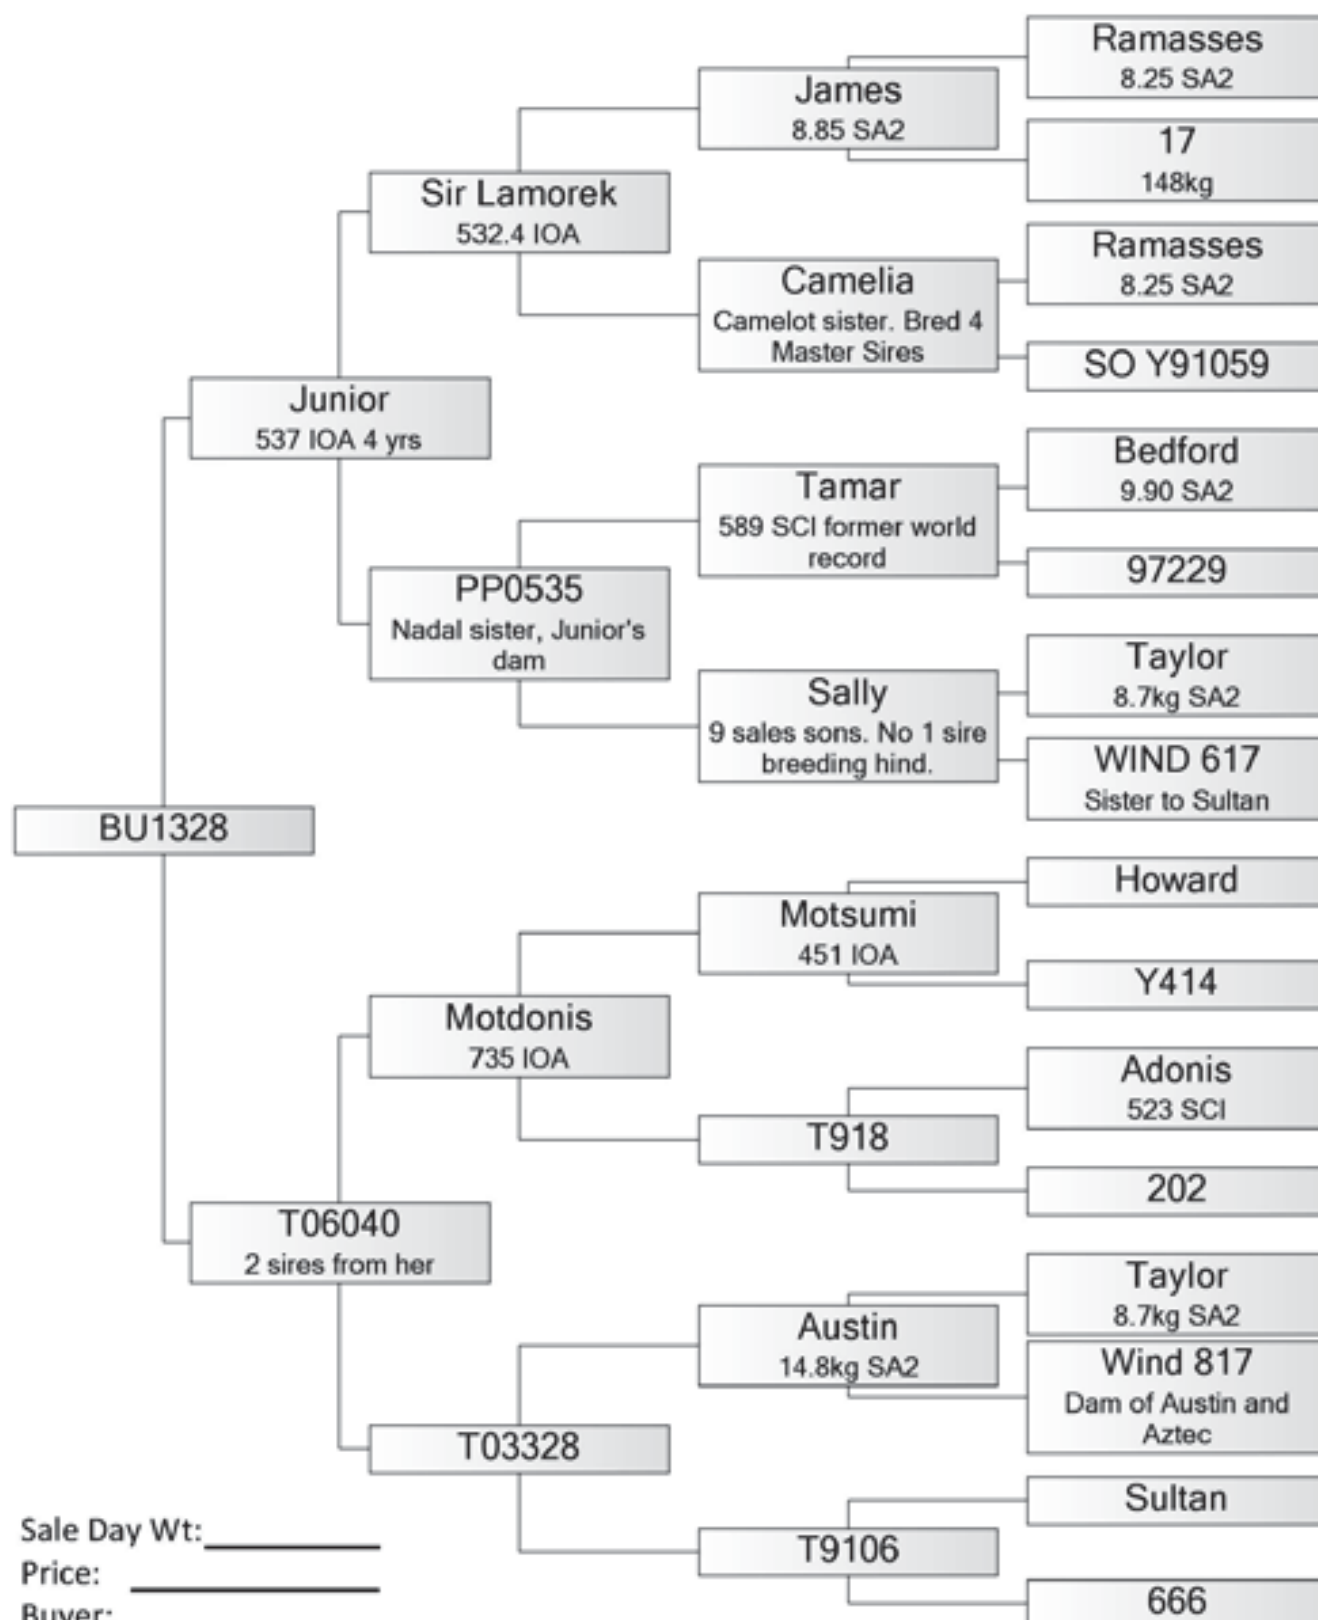 Ramasses
8.25 SA2
James
8.85 SA2
17
148kg
Sir Lamorek
532.4 IOA
Ramasses
8.25 SA2
Camelia
Camelot sister. Bred 4
Master Sires
SO Y91059
Junior
537 IOA 4 yrs
Bedford
9.90 SA2
Tamar
589 SCI former world
record
97229
PP0535
Nadal sister, Junior's
dam
Taylor
8.7kg SA2
Sally
9 sales sons. No 1 sire
breeding hind.
WIND 617
Sister to Sultan
BU1328
Howard
Motsumi
451 IOA
Y414
Motdonis
735 IOA
Adonis
523 SCI
T918
202
T06040
2 sires from her
Taylor
8.7kg SA2
Austin
14.8kg SA2
Wind 817
Dam of Austin and
Aztec
T03328
Sultan
T9106
666
Sale Day Wt:
Price:
Buyer: